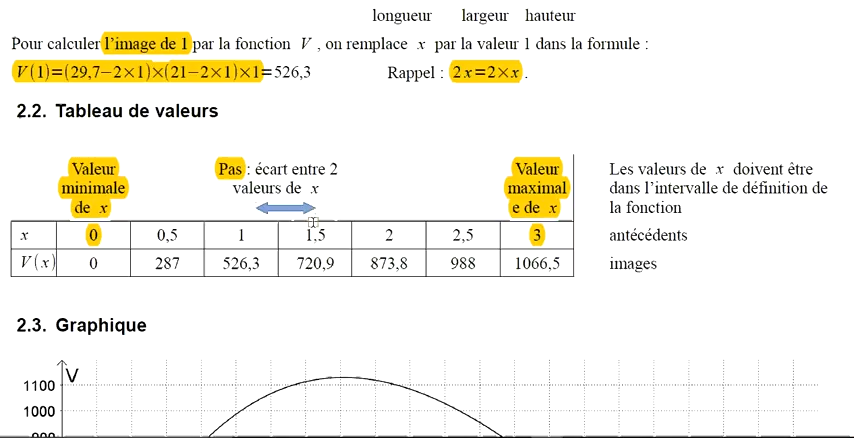 longueur largeur hauteur
Pour calculer l'image de 1 par la fonction V , on remplace x par la valeur 1 dans la formule :
V(1)=(29,7−2×1)×(21−2×1)×1=526,3 Rappel : 2x=2×x .
2.2. Tableau de valeurs
Valeur minimale de x
Pas : écart entre 2 valeurs de x
Valeur maximal e de x
Les valeurs de x doivent être
dans l'intervalle de définition de
la fonction
x 0 0,5 1 1,5 2 2,5 3 antécédents
V(x) 0 287 526,3 720,9 873,8 988 1066,5 images
2.3. Graphique
V
1100
1000